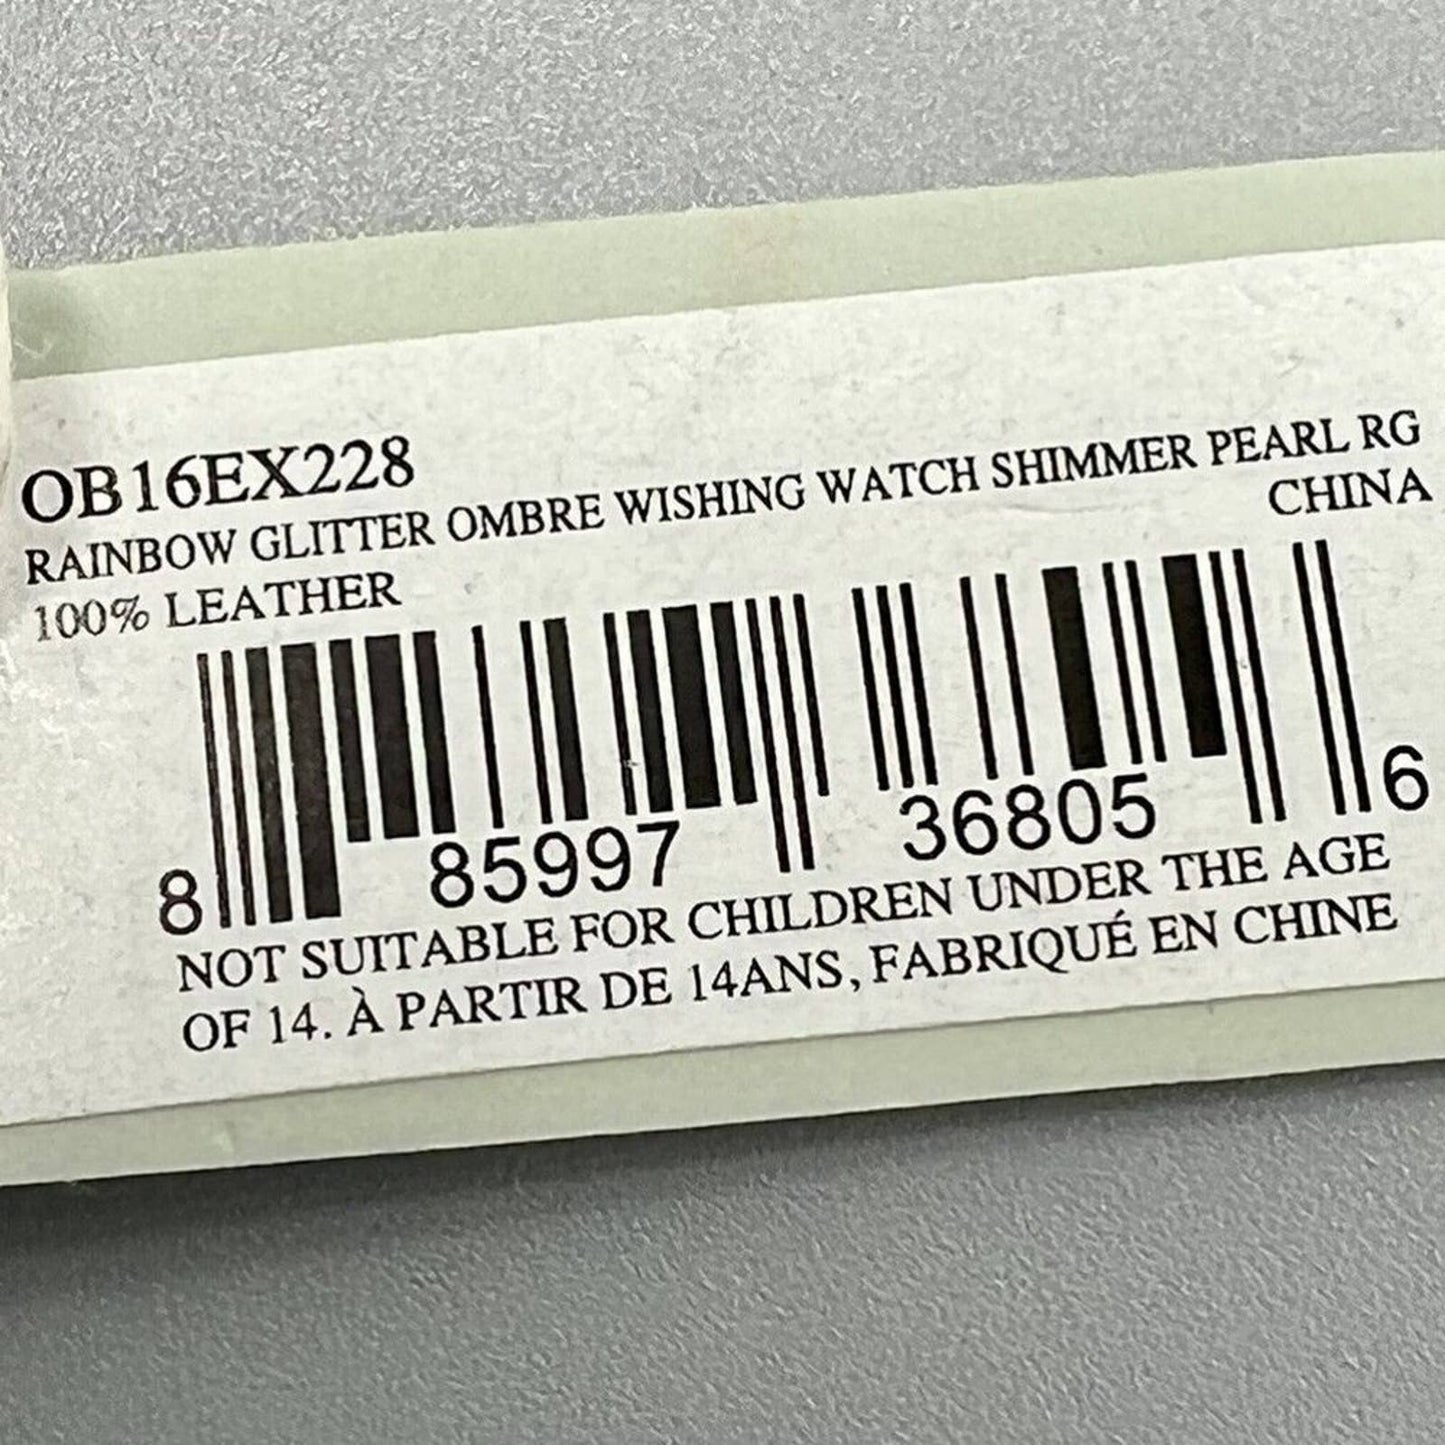 OB16EX228
RAINBOW GLITTER OMBRE WISHING WATCH SHIMMER PEARL RG
CHINA
100% LEATHER
8 85997 36805 6
NOT SUITABLE FOR CHILDREN UNDER THE AGE
OF 14. À PARTIR DE 14ANS, FABRIQUÉ EN CHINE